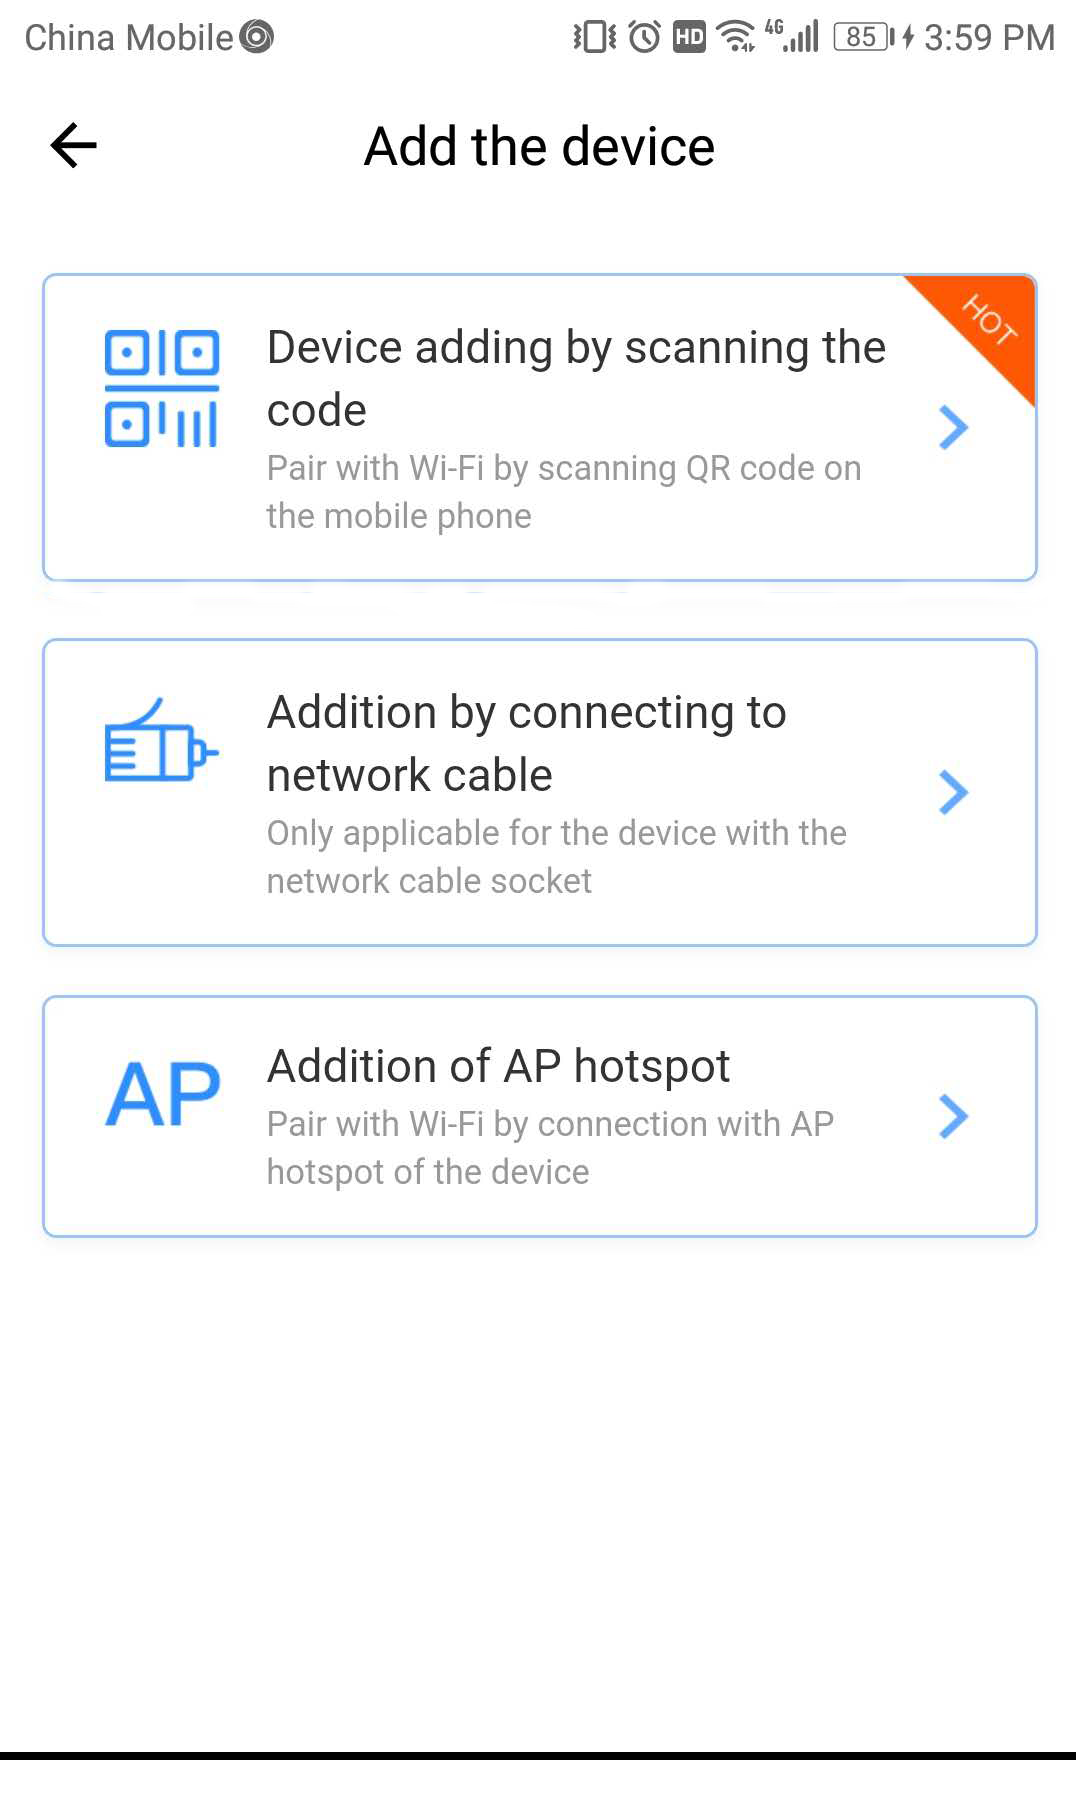 China Mobile HD 4G 85 3:59 PM
Add the device
HOT
Device adding by scanning the
code
Pair with Wi-Fi by scanning QR code on
the mobile phone
Addition by connecting to
network cable
Only applicable for the device with the
network cable socket
AP
Addition of AP hotspot
Pair with Wi-Fi by connection with AP
hotspot of the device